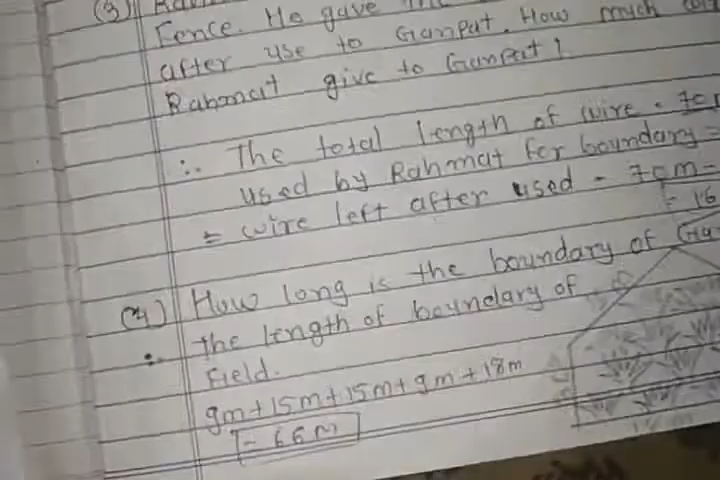 (3)
Fence. He gave
after use to Ganpat. How much
Rahmat give to Ganpat?
∴ The total length of wire =
used by Rahmat for boundary =
= wire left after used =
= 16
(4) How long is the boundary of
∴ The length of boundary of
Field.
9m+15m+15m+9m+18m
= 66m